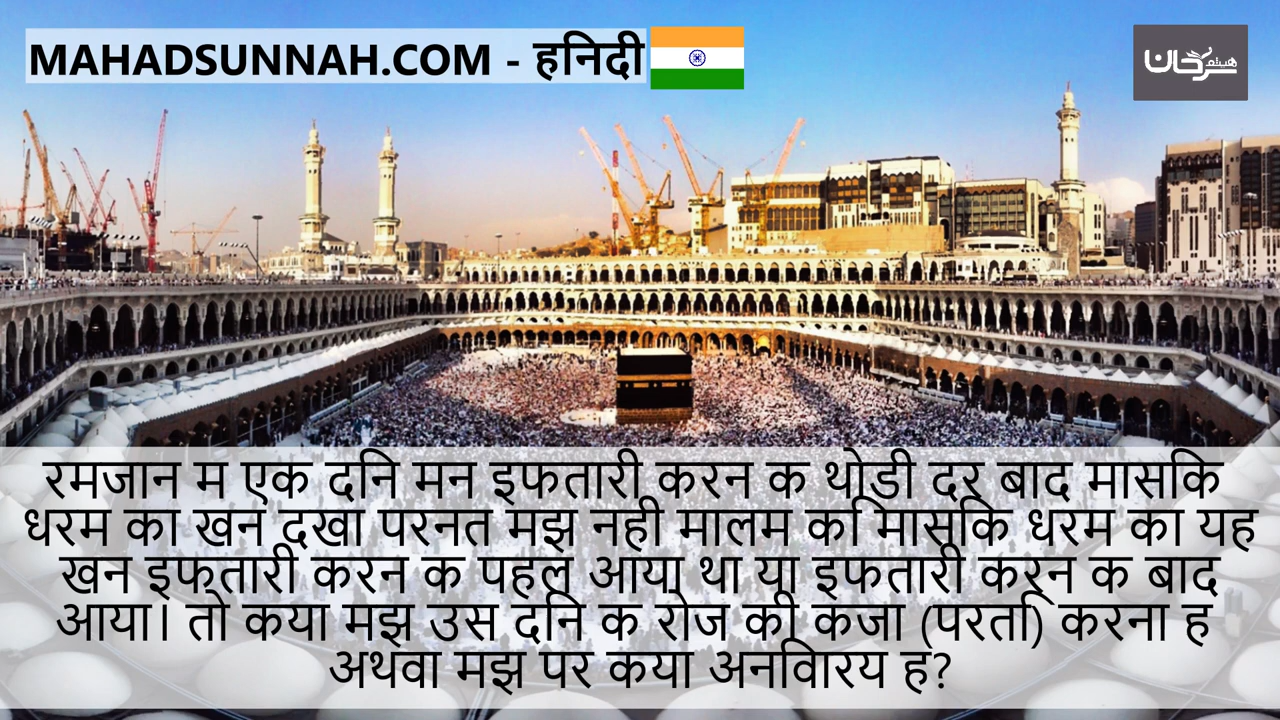 MAHADSUNNAH.COM - हनिदी
هيثم
سرحان
रमजान म एक दनि मन इफतारी करन क थोडी दर बाद मासकि
धरम का खन दखा परनत मझ नही मालम कि मासकि धरम का यह
खन इफतारी करन क पहल आया था या इफतारी करन क बाद
आया। तो कया मझ उस दनि क रोज की कजा (परति) करना ह
अथवा मझ पर कया अनविारय ह?